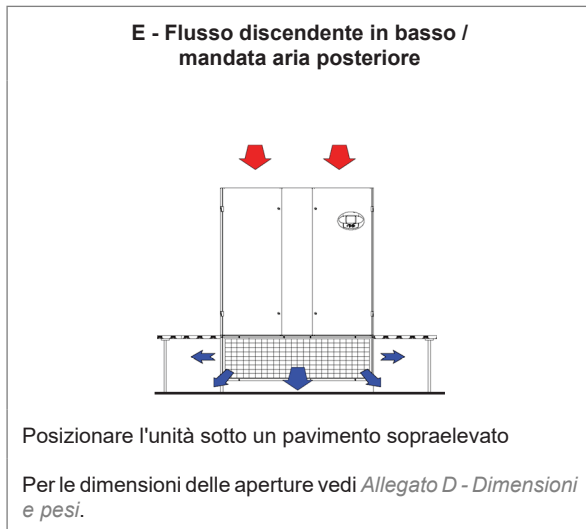 E - Flusso discendente in basso /
mandata aria posteriore
Posizionare l'unità sotto un pavimento sopraelevato
Per le dimensioni delle aperture vedi Allegato D - Dimensioni
e pesi.